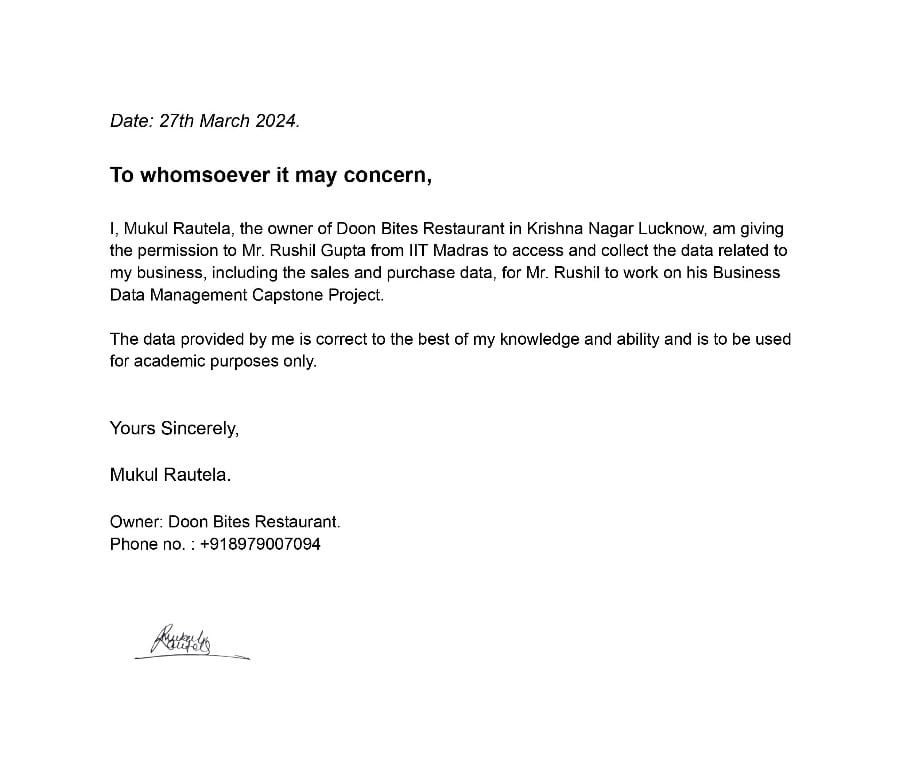 Date: 27th March 2024.
To whomsoever it may concern,
I, Mukul Rautela, the owner of Doon Bites Restaurant in Krishna Nagar Lucknow, am giving
the permission to Mr. Rushil Gupta from IIT Madras to access and collect the data related to
my business, including the sales and purchase data, for Mr. Rushil to work on his Business
Data Management Capstone Project.
The data provided by me is correct to the best of my knowledge and ability and is to be used
for academic purposes only.
Yours Sincerely,
Mukul Rautela.
Owner: Doon Bites Restaurant.
Phone no. : +918979007094
Mukul
Rautela